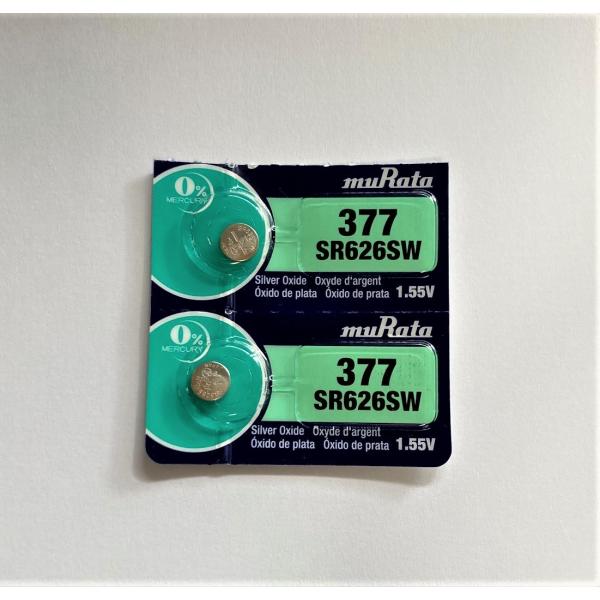 0%
MERCURY
muRata
377
SR626SW
Silver Oxide Oxyde d'argent
Óxido de plata Óxido de prata 1.55V
0%
MERCURY
muRata
377
SR626SW
Silver Oxide Oxyde d'argent
Óxido de plata Óxido de prata 1.55V